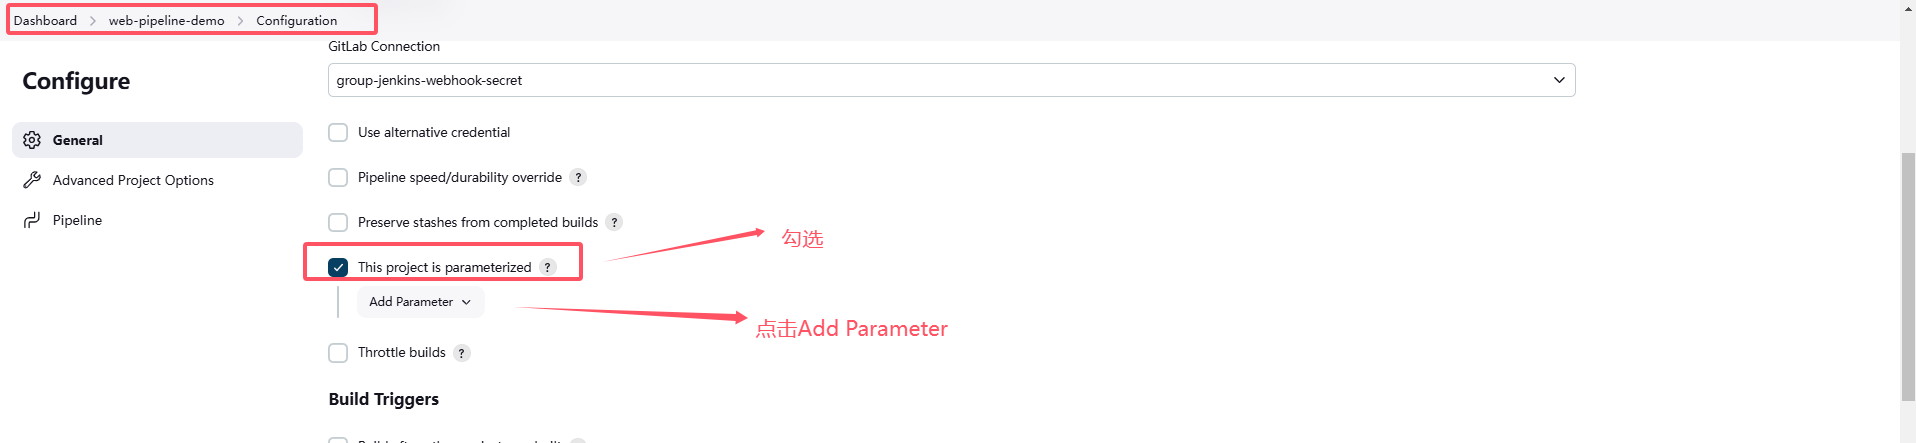 Dashboard > web-pipeline-demo > Configuration
GitLab Connection
Configure
group-jenkins-webhook-secret
General
Use alternative credential
Advanced Project Options
Pipeline speed/durability override ?
Pipeline
Preserve stashes from completed builds ?
勾选
This project is parameterized ?
Add Parameter
点击Add Parameter
Throttle builds ?
Build Triggers